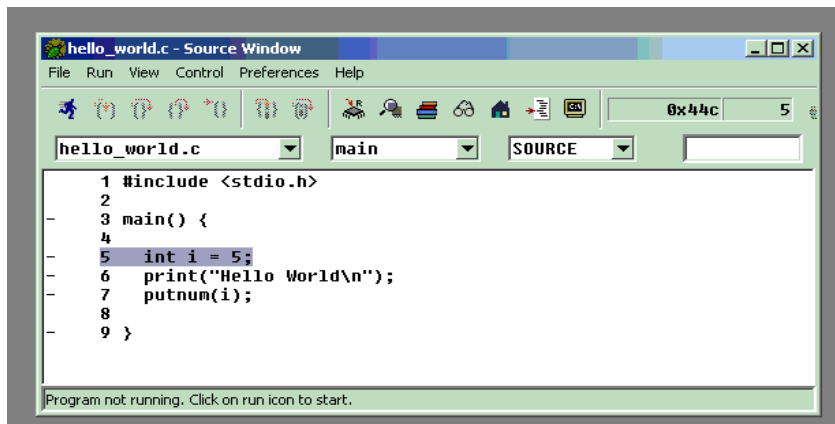 hello_world.c - Source Window
File Run View Control Preferences Help
0x44c 5
hello_world.c main SOURCE
1 #include <stdio.h>
2
- 3 main() {
4
- 5 int i = 5;
- 6 print("Hello World\n");
- 7 putnum(i);
8
- 9 }
Program not running. Click on run icon to start.